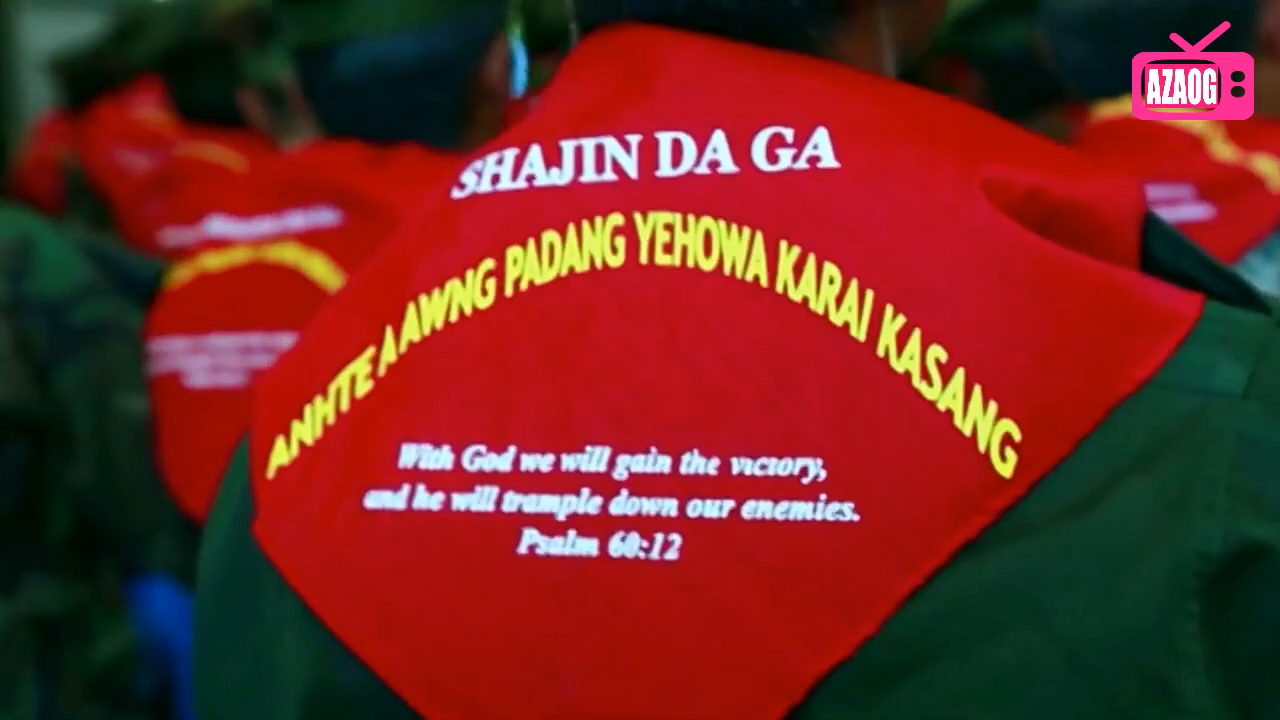 AZAOG
SHAJIN DA GA
ANHTE A AWNG PADANG YEHOWA KARAI KASANG
With God we will gain the victory,
and he will trample down our enemies.
Psalm 60:12